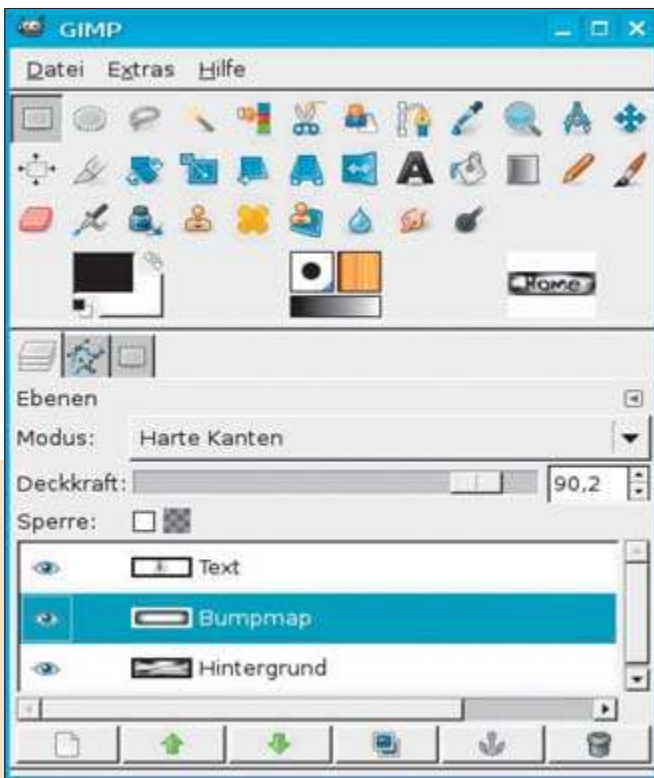 GIMP
Datei Extras Hilfe
Home
Ebenen
Modus: Harte Kanten
Deckkraft: 90,2
Sperre:
Text
Bumpmap
Hintergrund